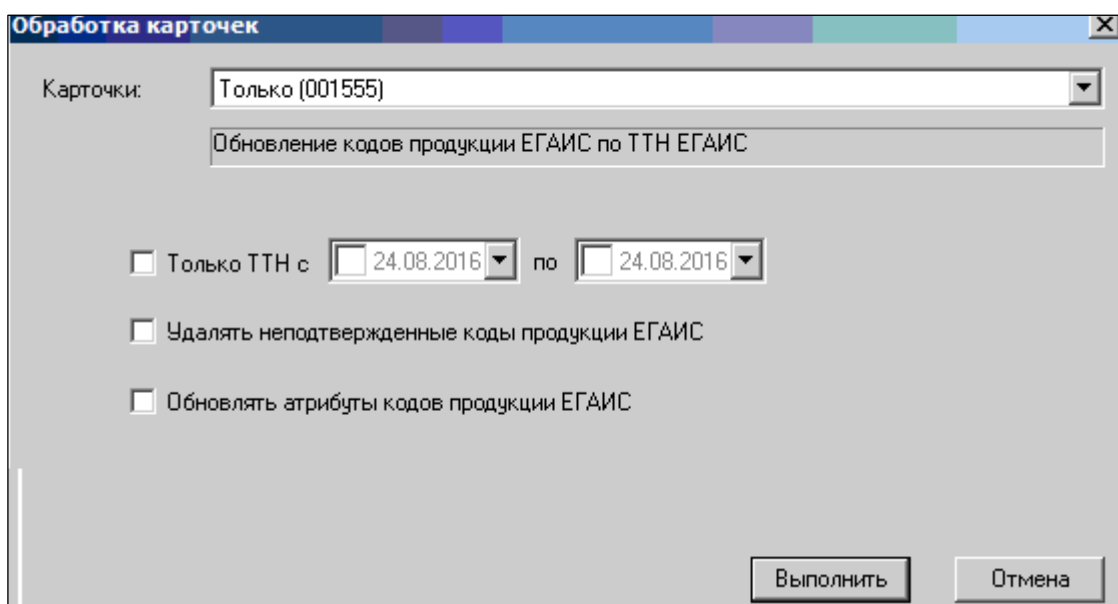 Обработка карточек
Карточки: Только (001555)
Обновление кодов продукции ЕГАИС по ТТН ЕГАИС
Только ТТН с 24.08.2016 по 24.08.2016
Удалять неподтвержденные коды продукции ЕГАИС
Обновлять атрибуты кодов продукции ЕГАИС
Выполнить Отмена